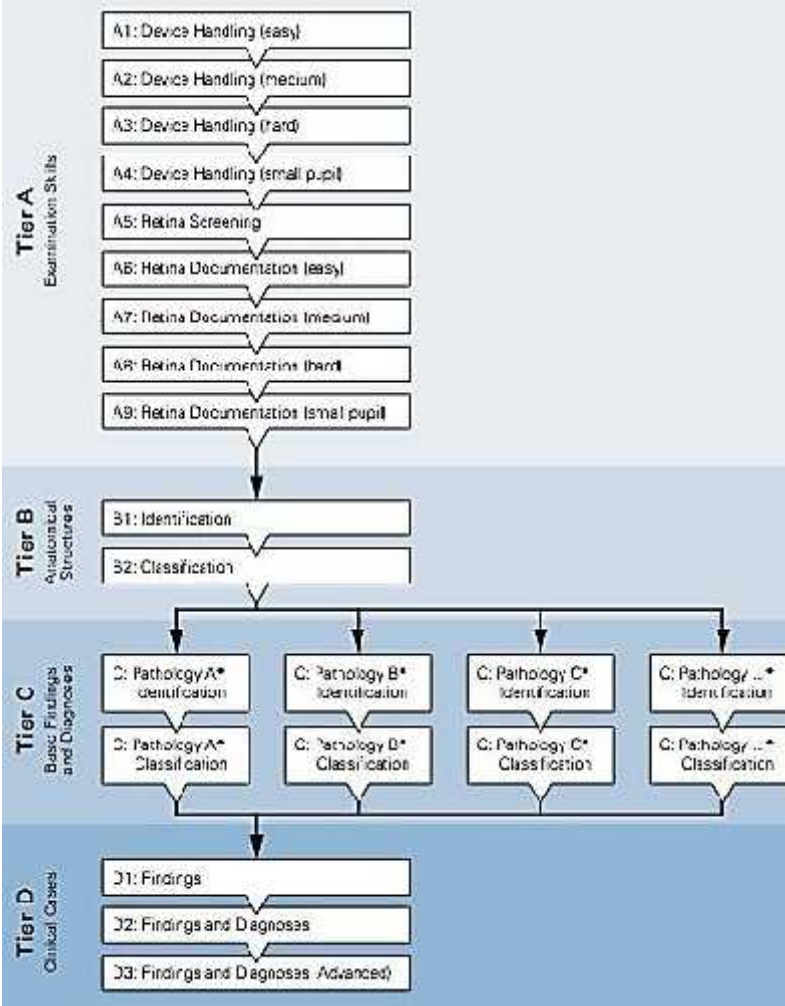 Tier A
Examination Skills
A1: Device Handling (easy)
A2: Device Handling (medium)
A3: Device Handling (hard)
A4: Device Handling (small pupil)
A5: Retina Screening
A6: Retina Documentation (easy)
A7: Retina Documentation (medium)
A8: Retina Documentation (hard)
A9: Retina Documentation (small pupil)
Tier B
Anatomical
Structures
B1: Identification
B2: Classification
Tier C
Basic Findings
and Diagnoses
C: Pathology A*
Identification
C: Pathology B*
Identification
C: Pathology C*
Identification
C: Pathology ...*
Identification
C: Pathology A*
Classification
C: Pathology B*
Classification
C: Pathology C*
Classification
C: Pathology ...*
Classification
Tier D
Clinical Cases
D1: Findings
D2: Findings and Diagnoses
D3: Findings and Diagnoses Advanced)